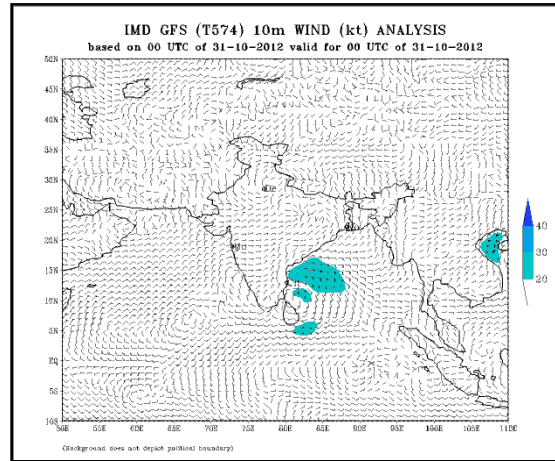 IMD GFS (T574) 10m WIND (kt) ANALYSIS
based on 00 UTC of 31-10-2012 valid for 00 UTC of 31-10-2012
50N
45N
40N
35N
30N
25N
20N
15N
10N
5N
EQ
5S
10S
50E 55E 60E 65E 70E 75E 80E 85E 90E 95E 100E 105E 110E
40
30
20
(Background does not depict political boundary)